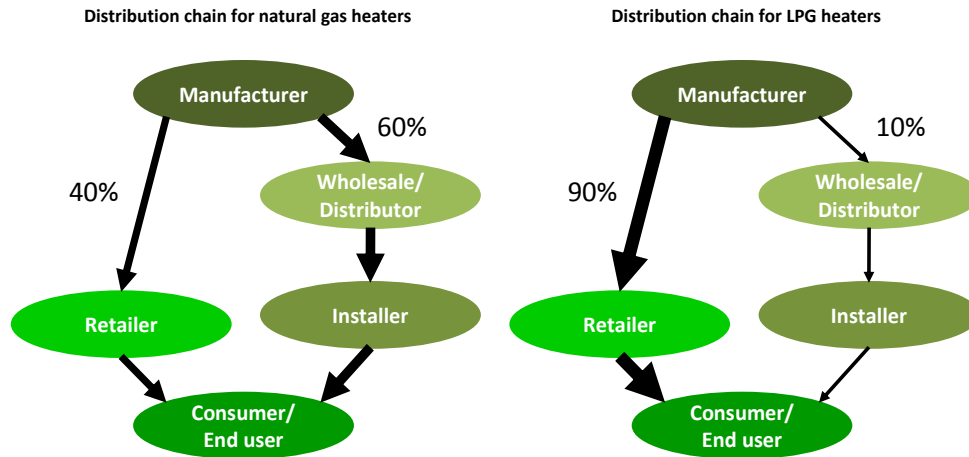 Distribution chain for natural gas heaters
Manufacturer
60%
40%
Wholesale/
Distributor
Retailer
Installer
Consumer/
End user
Distribution chain for LPG heaters
Manufacturer
10%
90%
Wholesale/
Distributor
Retailer
Installer
Consumer/
End user